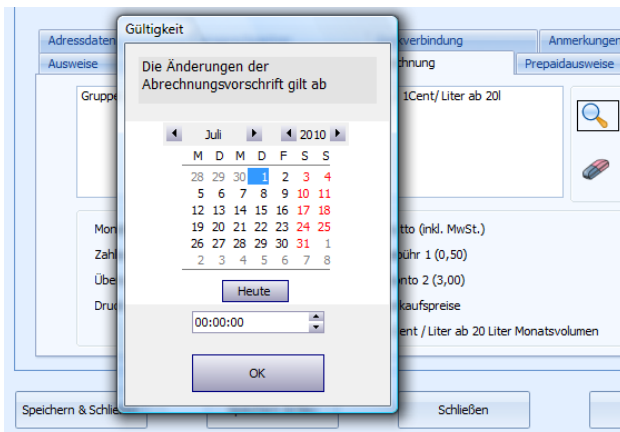 Gültigkeit
Adressdaten
verbindung
Anmerkungen
Ausweise
Die Änderungen der
Abrechnungsvorschrift gilt ab
hnung
Prepaidausweise
Gruppe
1Cent/ Liter ab 20l
Juli 2010
M D M D F S S
28 29 30 1 2 3 4
5 6 7 8 9 10 11
12 13 14 15 16 17 18
19 20 21 22 23 24 25
26 27 28 29 30 31 1
2 3 4 5 6 7 8
Heute
00:00:00
OK
Mon
tto (inkl. MwSt.)
Zahl
bühr 1 (0,50)
Übe
nto 2 (3,00)
Druc
kaufspreise
ent / Liter ab 20 Liter Monatsvolumen
Speichern & Schlie
Schließen